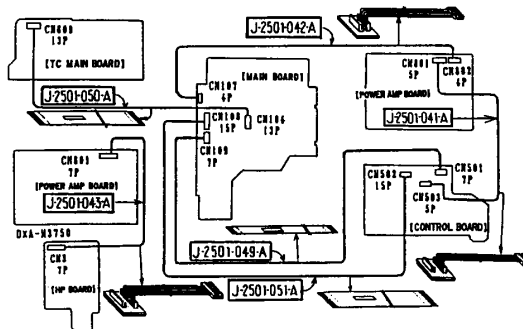 CN600
13P
[TC MAIN BOARD]
J-2501-050-A
J-2501-042-A
CN107
6P
[MAIN BOARD]
CN108
15P
CN106
13P
CN109
7P
CN801
5P
CN802
6P
[POWER AMP BOARD]
J-2501-041-A
CN803
7P
[POWER AMP BOARD]
J-2501-043-A
DXA-N3750
CN3
7P
[HP BOARD]
CN502
15P
CN501
7P
CN503
5P
[CONTROL BOARD]
J-2501-049-A
J-2501-051-A